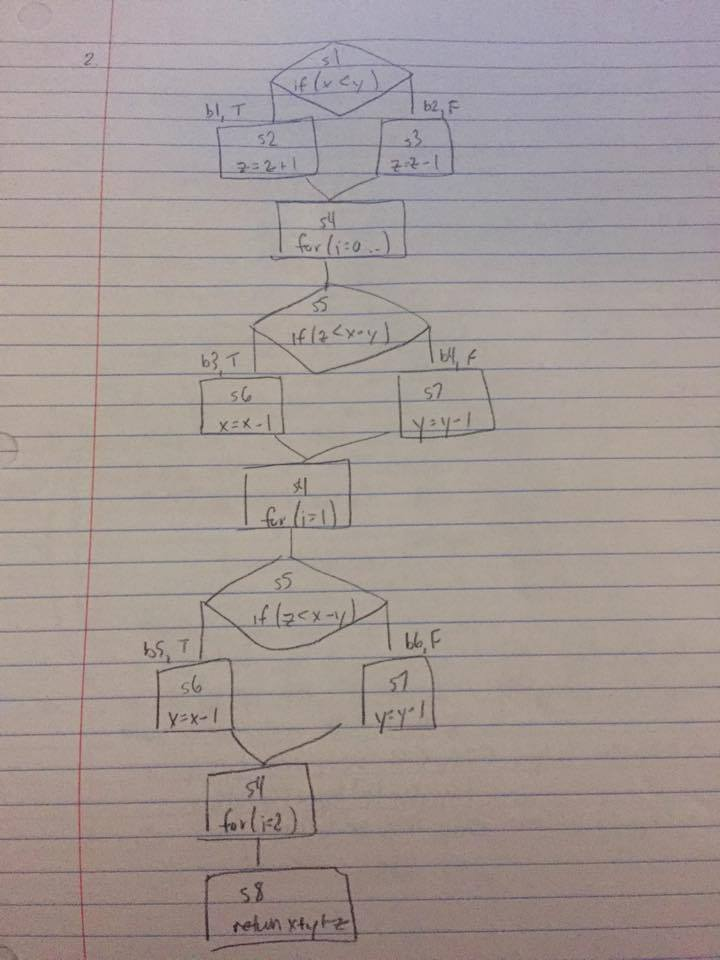 2
s1
if(x<y)
b1, T
b2, F
s2
z=z+1
s3
z=z-1
s4
for(i=0..)
s5
if(z<x-y)
b3, T
b4, F
s6
x=x-1
s7
y=y-1
s4
for(i=1)
s5
if(z<x-y)
b5, T
b6, F
s6
x=x-1
s7
y=y-1
s4
for(i=2)
s8
return x+y+z